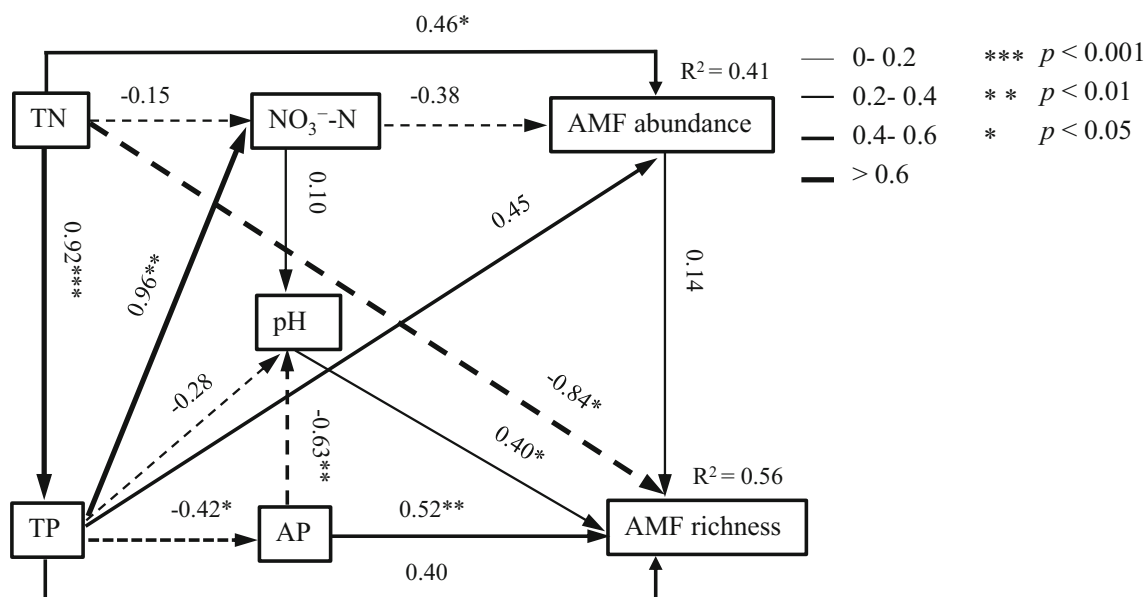 0.46*
R² = 0.41
TN
-0.15
NO₃⁻-N
-0.38
AMF abundance
0- 0.2
0.2- 0.4
0.4- 0.6
> 0.6
*** p < 0.001
** p < 0.01
* p < 0.05
0.10
0.45
0.92***
0.96**
0.14
pH
-0.28
-0.63**
-0.84*
0.40*
R² = 0.56
TP
-0.42*
AP
0.52**
AMF richness
0.40